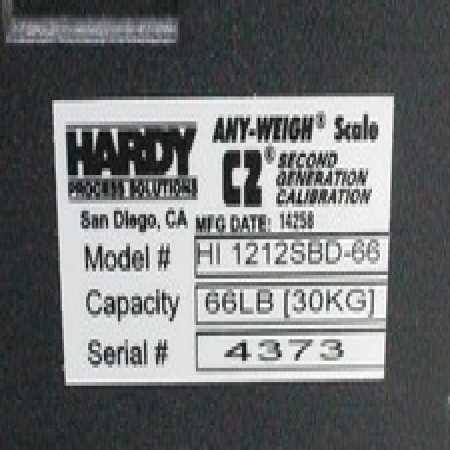 HARDY
PROCESS SOLUTIONS
San Diego, CA
ANY-WEIGH® Scale
C2® SECOND
GENERATION
CALIBRATION
MFG DATE: 14258
Model # HI 1212SBD-66
Capacity 66LB [30KG]
Serial # 4373